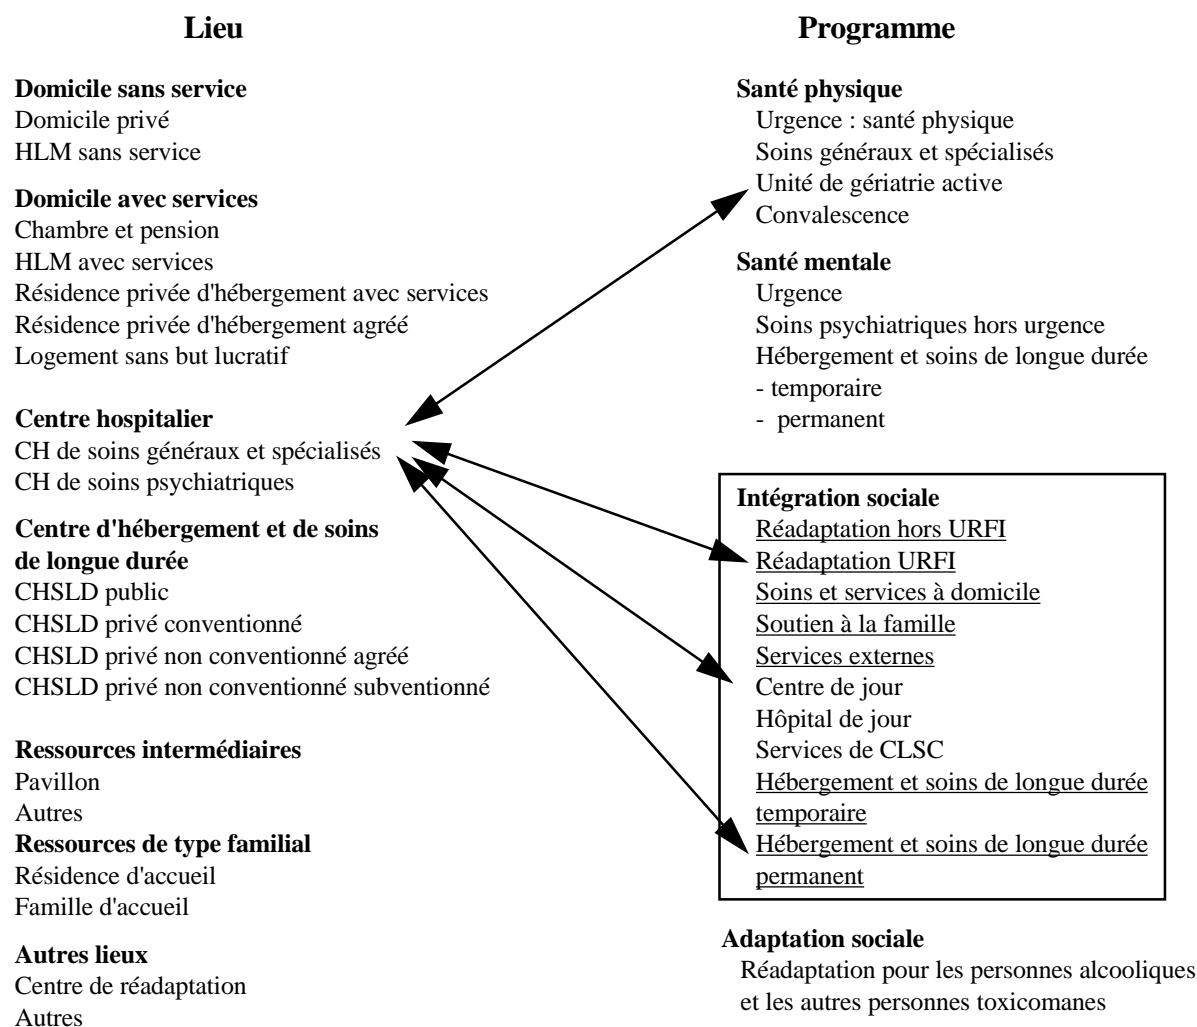 Lieu
Domicile sans service
Domicile privé
HLM sans service
Domicile avec services
Chambre et pension
HLM avec services
Résidence privée d'hébergement avec services
Résidence privée d'hébergement agréé
Logement sans but lucratif
Centre hospitalier
CH de soins généraux et spécialisés
CH de soins psychiatriques
Centre d'hébergement et de soins
de longue durée
CHSLD public
CHSLD privé conventionné
CHSLD privé non conventionné agréé
CHSLD privé non conventionné subventionné
Ressources intermédiaires
Pavillon
Autres
Ressources de type familial
Résidence d'accueil
Famille d'accueil
Autres lieux
Centre de réadaptation
Autres
Programme
Santé physique
Urgence : santé physique
Soins généraux et spécialisés
Unité de gériatrie active
Convalescence
Santé mentale
Urgence
Soins psychiatriques hors urgence
Hébergement et soins de longue durée
- temporaire
- permanent
Intégration sociale
Réadaptation hors URFI
Réadaptation URFI
Soins et services à domicile
Soutien à la famille
Services externes
Centre de jour
Hôpital de jour
Services de CLSC
Hébergement et soins de longue durée
temporaire
Hébergement et soins de longue durée
permanent
Adaptation sociale
Réadaptation pour les personnes alcooliques
et les autres personnes toxicomanes